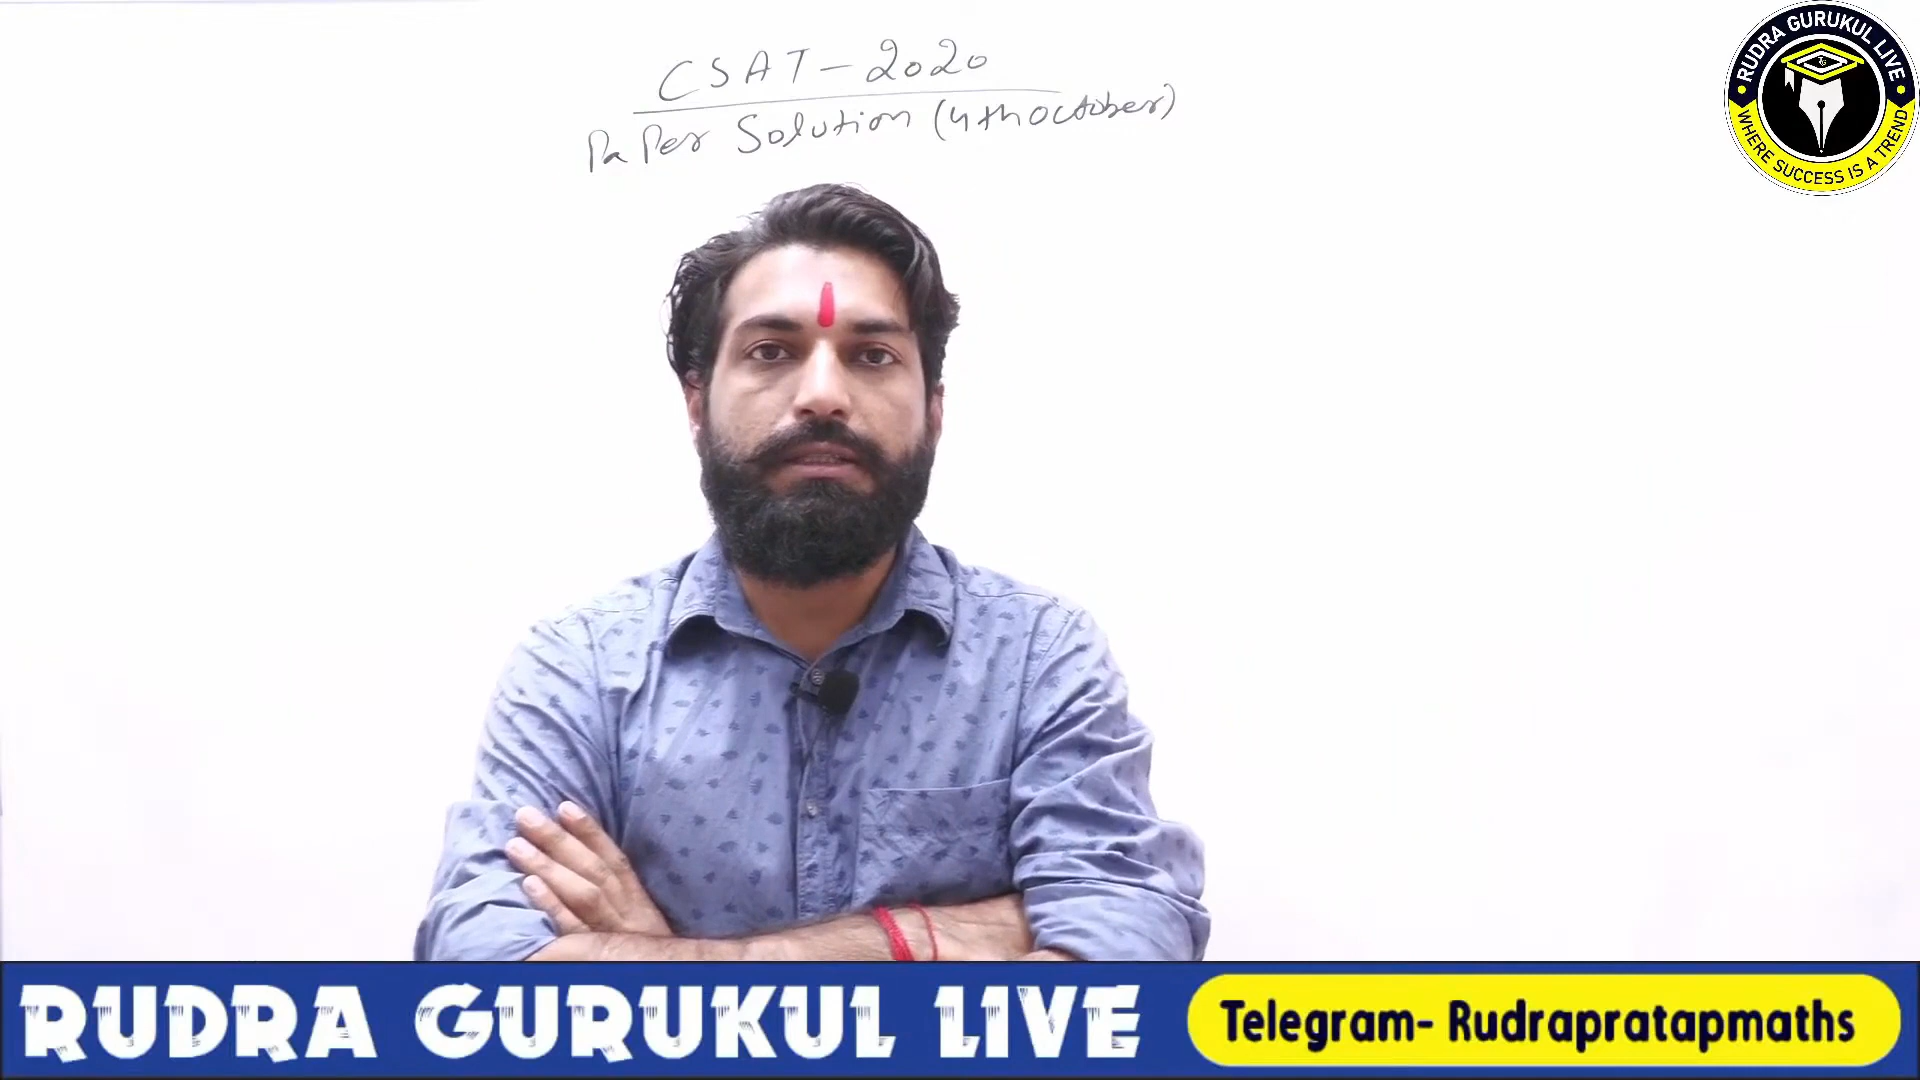 CSAT - 2020
Paper Solution (4th october)
RUDRA GURUKUL LIVE
WHERE SUCCESS IS A TREND
RUDRA GURUKUL LIVE
Telegram- Rudrapratapmaths